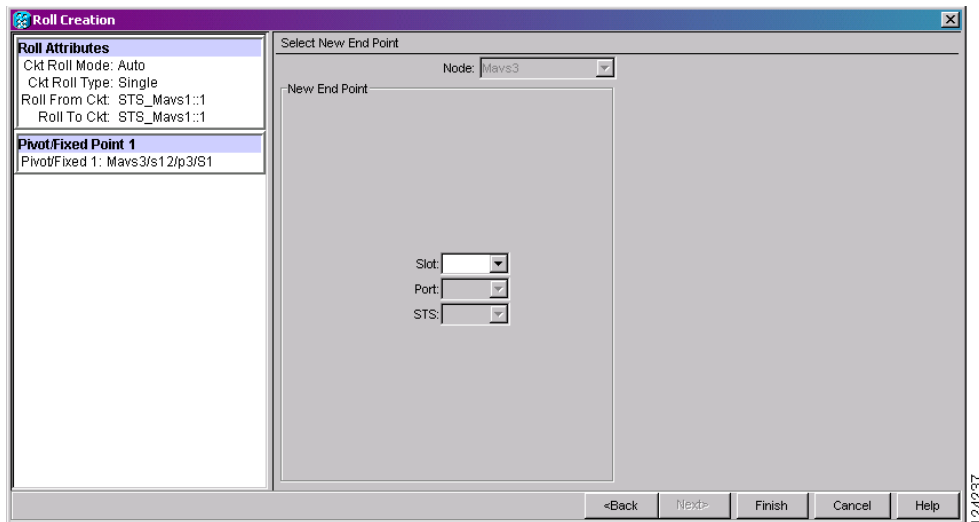 Roll Creation
Roll Attributes
Ckt Roll Mode: Auto
Ckt Roll Type: Single
Roll From Ckt: STS_Mavs1::1
Roll To Ckt: STS_Mavs1::1
Pivot/Fixed Point 1
Pivot/Fixed 1: Mavs3/s12/p3/S1
Select New End Point
Node: Mavs3
New End Point
Slot:
Port:
STS:
<Back
Next>
Finish
Cancel
Help